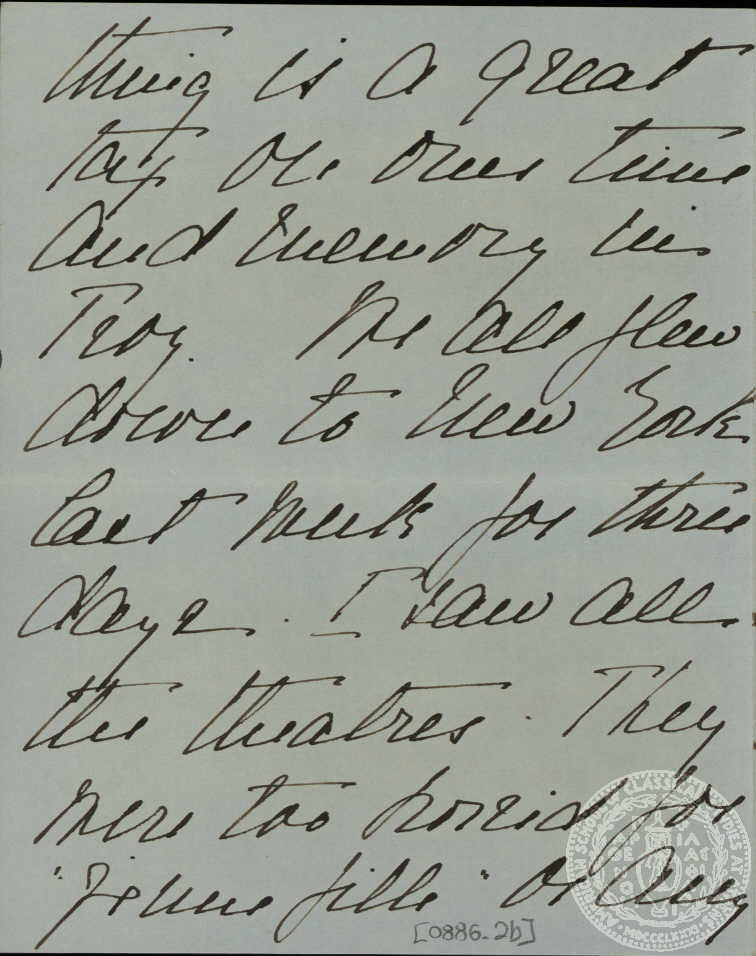 thing is a great
tax on ones time
and memory in
Troy. We all flew
down to New York
last week for three
days. I saw all
the theatres. They
were too horrid for
"jeune fille" or any
[0886-2b]